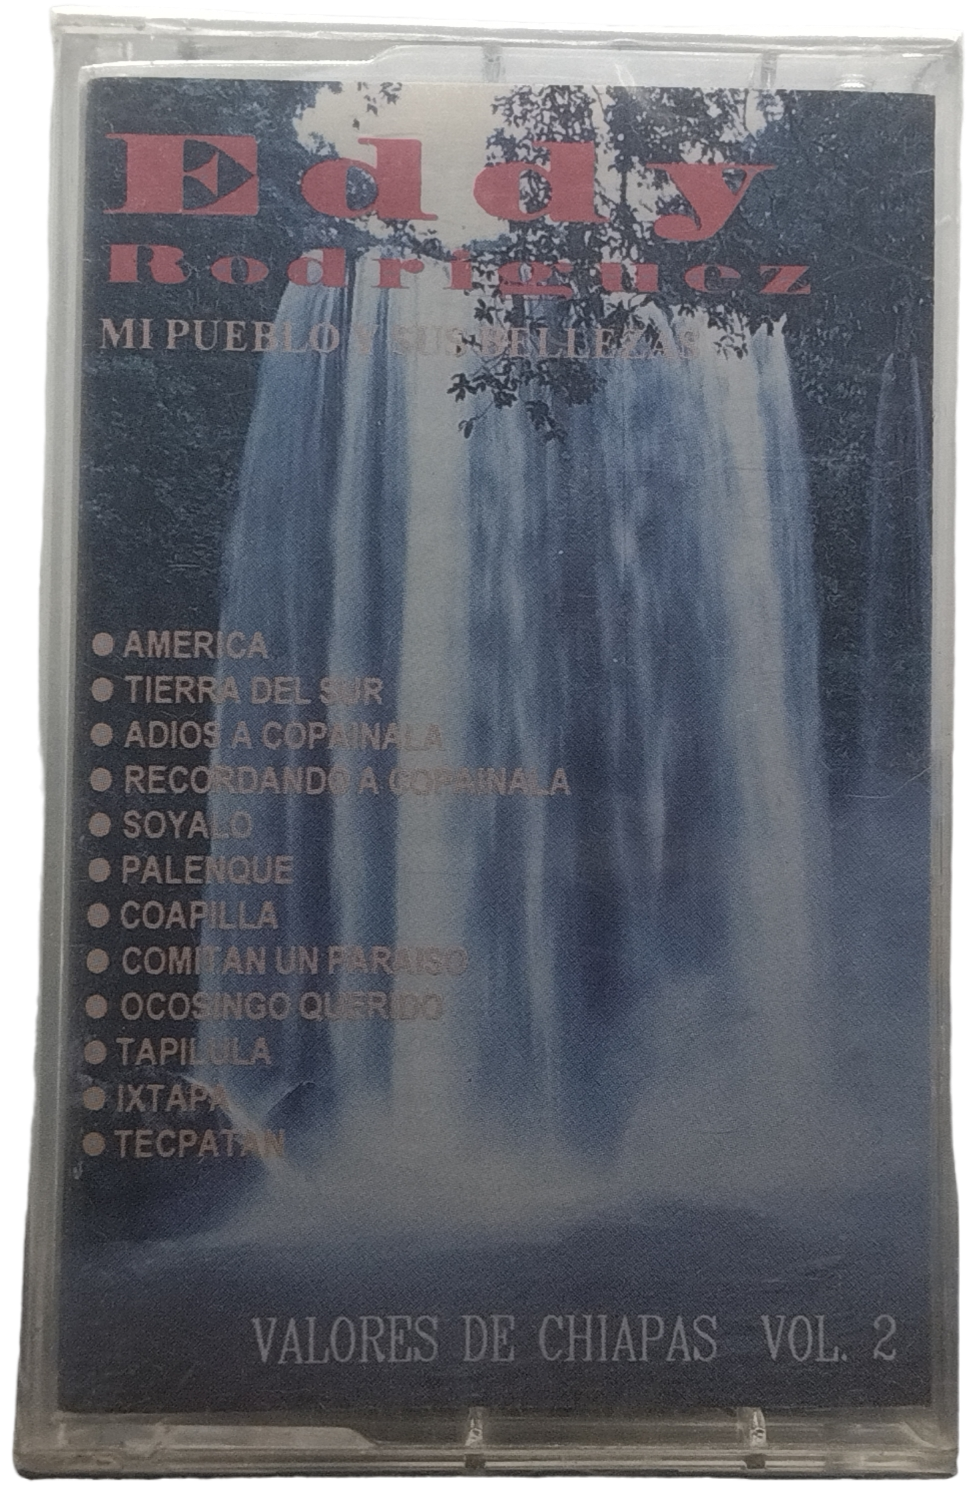 Eddy
Rodriguez
MI PUEBLO Y SUS BELLEZAS
● AMERICA
● TIERRA DEL SUR
● ADIOS A COPAINALA
● RECORDANDO A COPAINALA
● SOYALO
● PALENQUE
● COAPILLA
● COMITAN UN PARAISO
● OCOSINGO QUERIDO
● TAPILULA
● IXTAPA
● TECPATAN
VALORES DE CHIAPAS VOL. 2